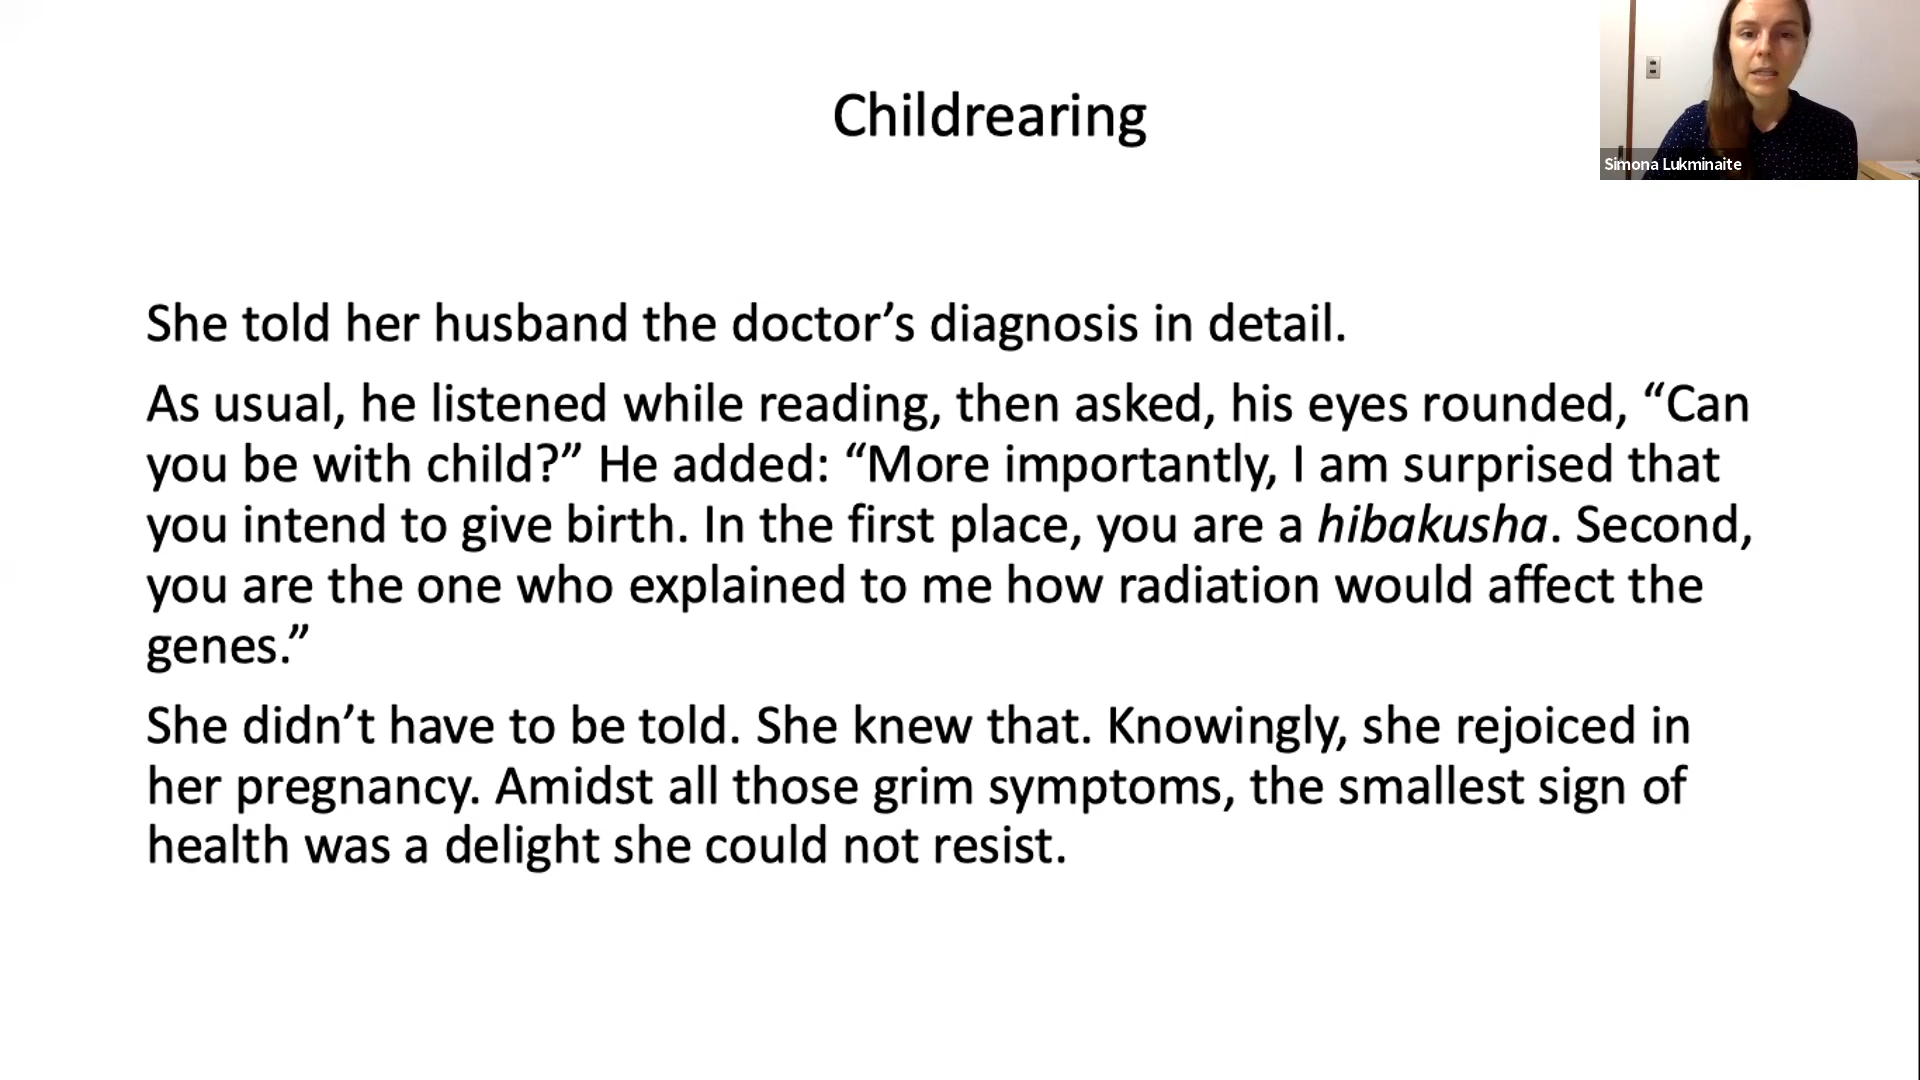 Childrearing
Simona Lukminaite
She told her husband the doctor’s diagnosis in detail.
As usual, he listened while reading, then asked, his eyes rounded, “Can
you be with child?” He added: “More importantly, I am surprised that
you intend to give birth. In the first place, you are a hibakusha. Second,
you are the one who explained to me how radiation would affect the
genes.”
She didn’t have to be told. She knew that. Knowingly, she rejoiced in
her pregnancy. Amidst all those grim symptoms, the smallest sign of
health was a delight she could not resist.